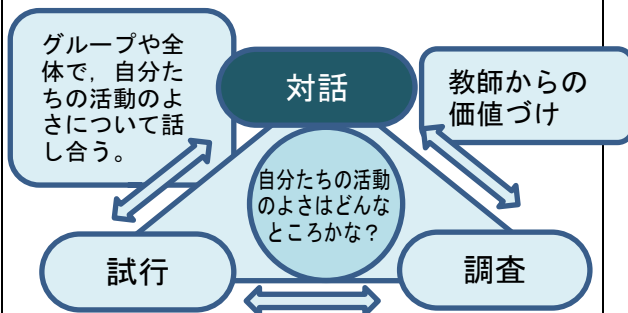 グループや全
体で，自分た
ちの活動のよ
さについて話
し合う。
対話
教師からの
価値づけ
自分たちの活動
のよさはどんな
ところかな？
試行
調査